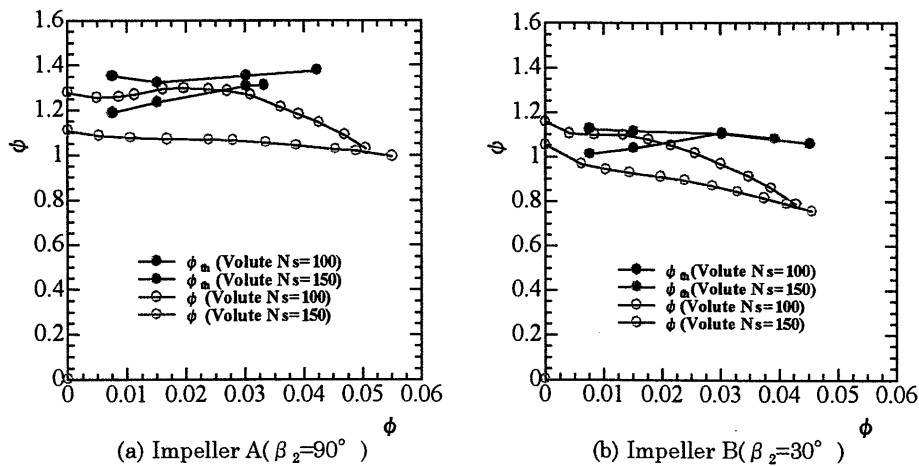 1.6
1.4
1.2
1
0.8
0.6
0.4
0.2
0
ϕ
ϕth (Volute Ns=100)
ϕth (Volute Ns=150)
ϕ (Volute Ns=100)
ϕ (Volute Ns=150)
0 0.01 0.02 0.03 0.04 0.05 0.06
ϕ
(a) Impeller A(β2=90°)
1.6
1.4
1.2
1
0.8
0.6
0.4
0.2
0
ϕ
ϕth(Volute Ns=100)
ϕth(Volute Ns=150)
ϕ (Volute Ns=100)
ϕ (Volute Ns=150)
0 0.01 0.02 0.03 0.04 0.05 0.06
ϕ
(b) Impeller B(β2=30°)